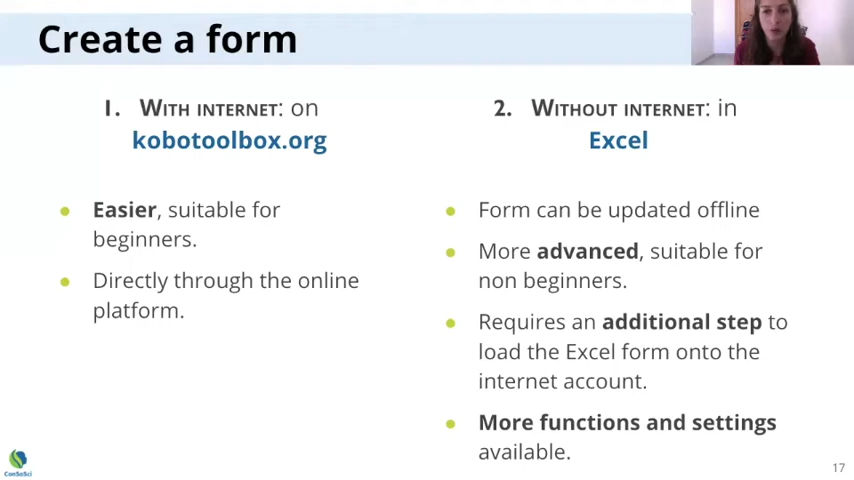 Create a form
1. WITH INTERNET: on
kobotoolbox.org
● Easier, suitable for
beginners.
● Directly through the online
platform.
2. WITHOUT INTERNET: in
Excel
● Form can be updated offline
● More advanced, suitable for
non beginners.
● Requires an additional step to
load the Excel form onto the
internet account.
● More functions and settings
available.
ConSoSci
17